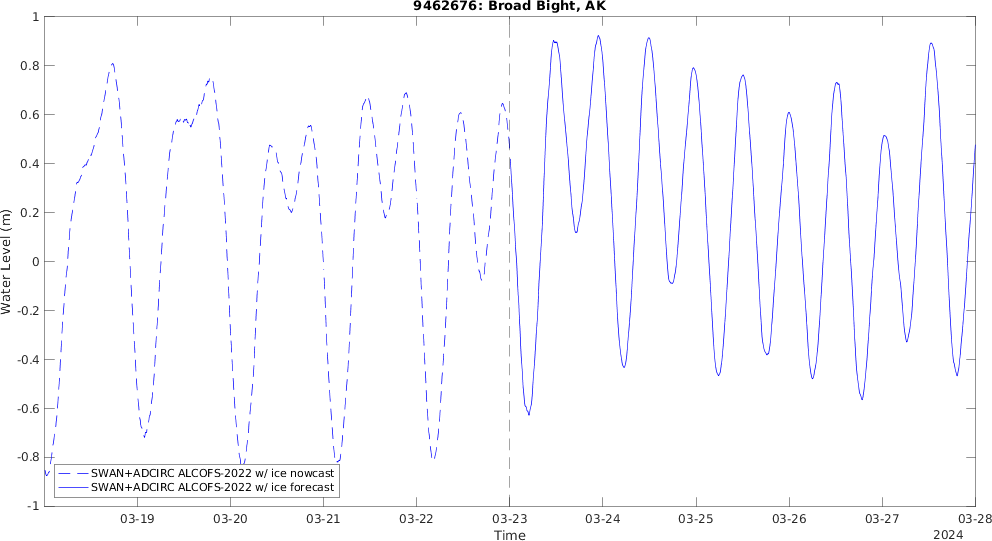 9462676: Broad Bight, AK
Water Level (m)
1
0.8
0.6
0.4
0.2
0
-0.2
-0.4
-0.6
-0.8
-1
SWAN+ADCIRC ALCOFS-2022 w/ ice nowcast
SWAN+ADCIRC ALCOFS-2022 w/ ice forecast
03-19 03-20 03-21 03-22 03-23 03-24 03-25 03-26 03-27 03-28
Time
2024